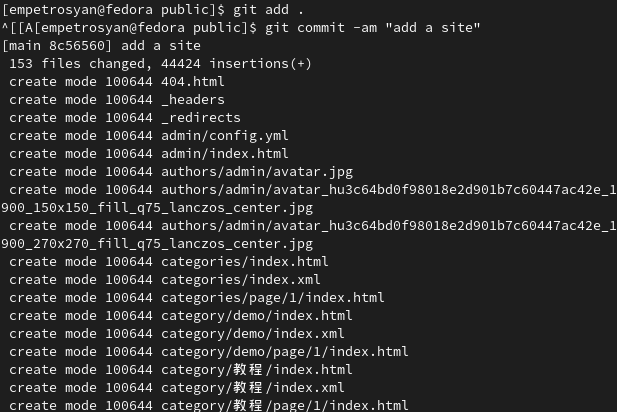 [empetrosyan@fedora public]$ git add .
^[[A[empetrosyan@fedora public]$ git commit -am "add a site"
[main 8c56560] add a site
 153 files changed, 44424 insertions(+)
 create mode 100644 404.html
 create mode 100644 _headers
 create mode 100644 _redirects
 create mode 100644 admin/config.yml
 create mode 100644 admin/index.html
 create mode 100644 authors/admin/avatar.jpg
 create mode 100644 authors/admin/avatar_hu3c64bd0f98018e2d901b7c60447ac42e_1
900_150x150_fill_q75_lanczos_center.jpg
 create mode 100644 authors/admin/avatar_hu3c64bd0f98018e2d901b7c60447ac42e_1
900_270x270_fill_q75_lanczos_center.jpg
 create mode 100644 categories/index.html
 create mode 100644 categories/index.xml
 create mode 100644 categories/page/1/index.html
 create mode 100644 category/demo/index.html
 create mode 100644 category/demo/index.xml
 create mode 100644 category/demo/page/1/index.html
 create mode 100644 category/教程/index.html
 create mode 100644 category/教程/index.xml
 create mode 100644 category/教程/page/1/index.html